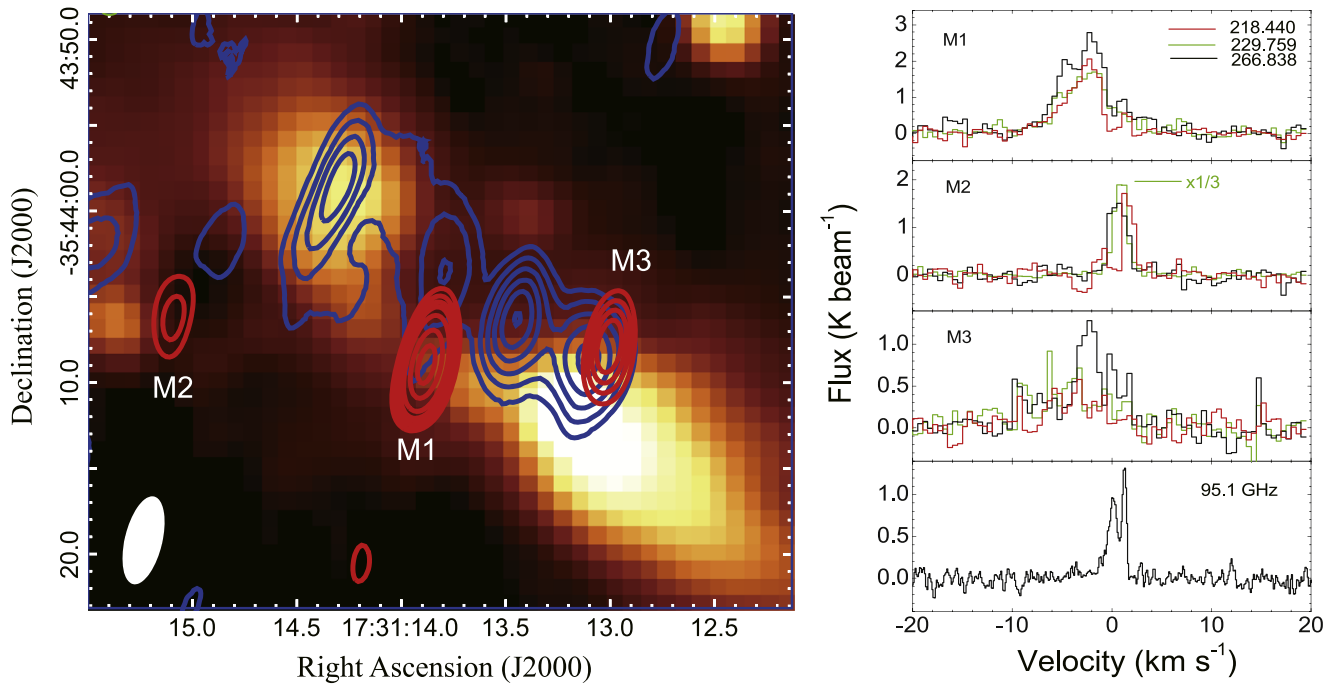 43:50.0
-35:44:00.0
10.0
20.0
Declination (J2000)
M3
M2
M1
15.0
14.5
17:31:14.0
13.5
13.0
12.5
Right Ascension (J2000)
M1
218.440
229.759
266.838
3
2
1
0
M2
x1/3
2
1
0
M3
1.0
0.5
0.0
95.1 GHz
1.0
0.5
0.0
Flux (K beam-1)
-20
-10
0
10
20
Velocity (km s-1)